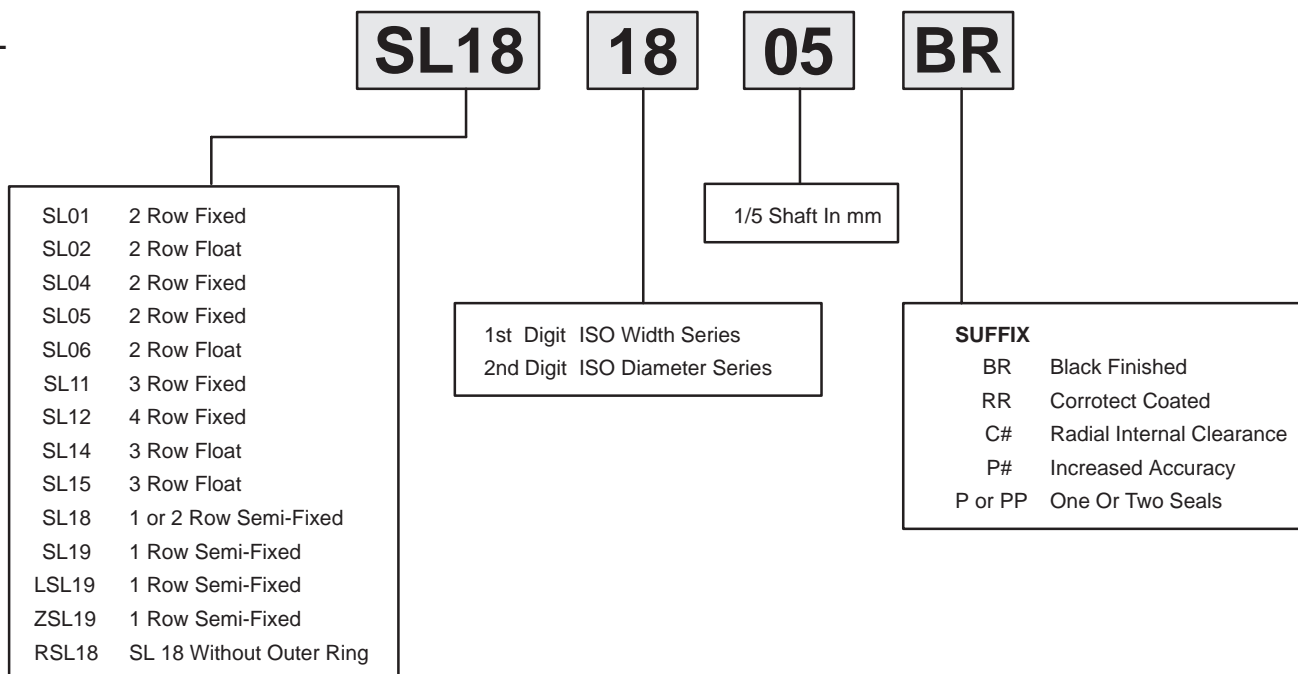 SL18 18 05 BR
SL01 2 Row Fixed
SL02 2 Row Float
SL04 2 Row Fixed
SL05 2 Row Fixed
SL06 2 Row Float
SL11 3 Row Fixed
SL12 4 Row Fixed
SL14 3 Row Float
SL15 3 Row Float
SL18 1 or 2 Row Semi-Fixed
SL19 1 Row Semi-Fixed
LSL19 1 Row Semi-Fixed
ZSL19 1 Row Semi-Fixed
RSL18 SL 18 Without Outer Ring
1st Digit ISO Width Series
2nd Digit ISO Diameter Series
1/5 Shaft In mm
SUFFIX
BR Black Finished
RR Corrotect Coated
C# Radial Internal Clearance
P# Increased Accuracy
P or PP One Or Two Seals